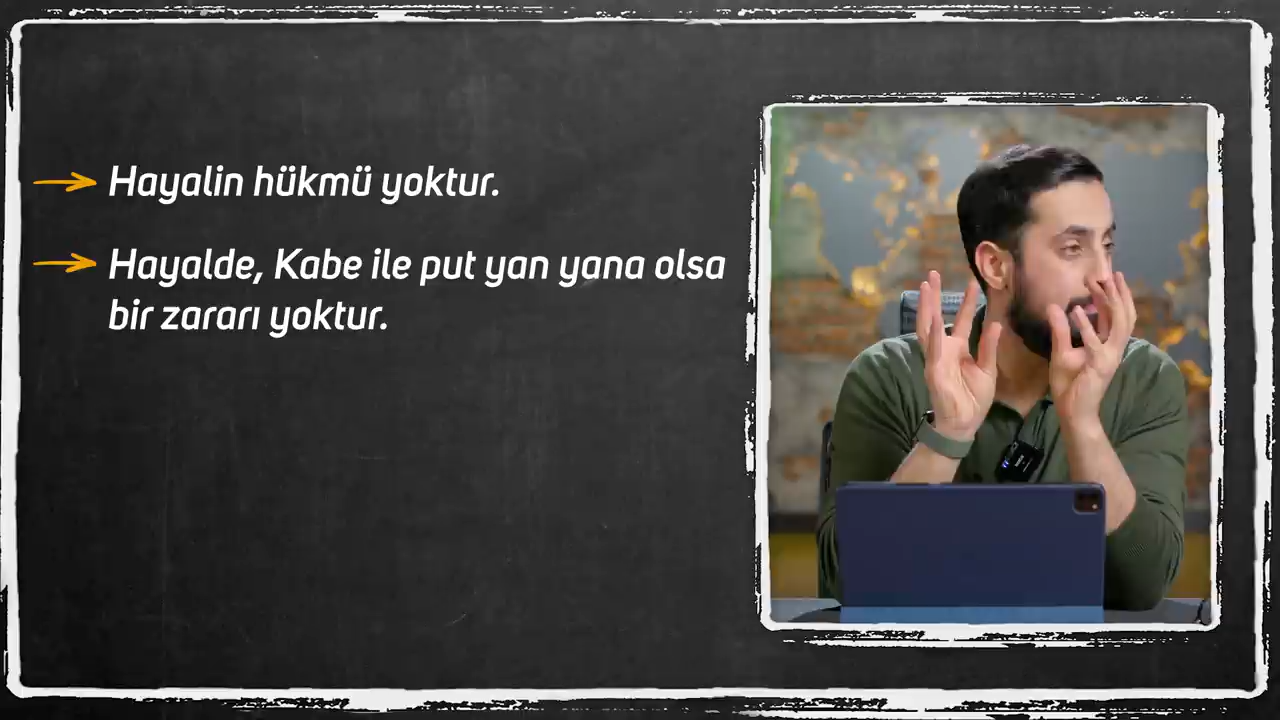 Hayalin hükmü yoktur.
Hayalde, Kabe ile put yan yana olsa
bir zararı yoktur.